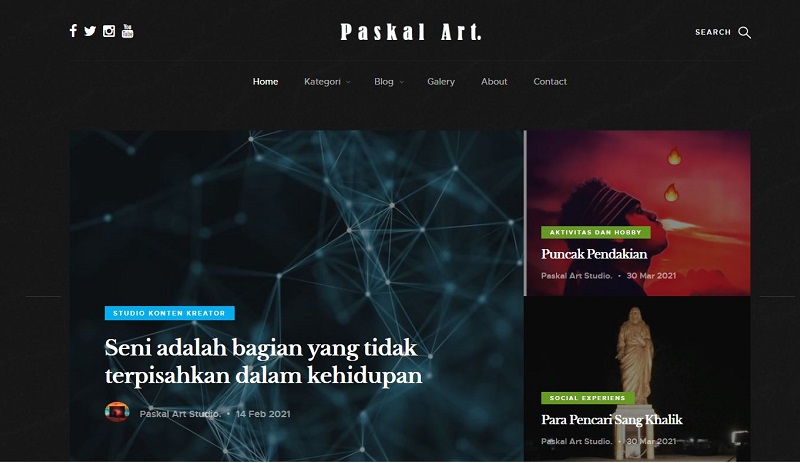 Paskal Art.
SEARCH
Home Kategori Blog Galery About Contact
STUDIO KONTEN KREATOR
Seni adalah bagian yang tidak
terpisahkan dalam kehidupan
Paskal Art Studio. • 14 Feb 2021
AKTIVITAS DAN HOBBY
Puncak Pendakian
Paskal Art Studio. • 30 Mar 2021
SOCIAL EXPERIENS
Para Pencari Sang Khalik
Paskal Art Studio. • 30 Mar 2021